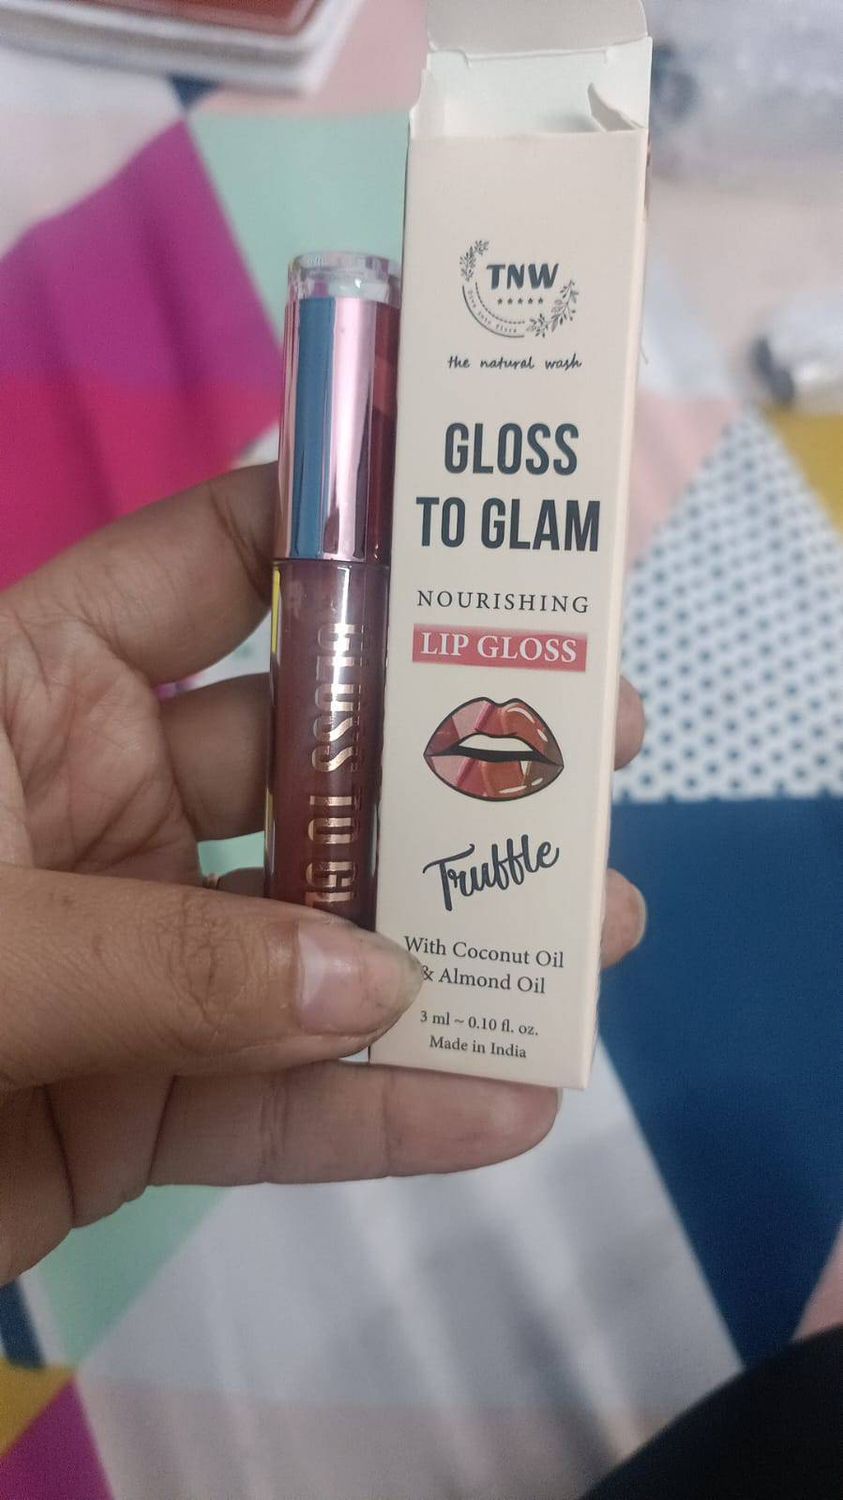 TNW
the natural wash
GLOSS
TO GLAM
NOURISHING
LIP GLOSS
Truffle
With Coconut Oil
& Almond Oil
3 ml ~ 0.10 fl. oz.
Made in India
GLOSS TO GL